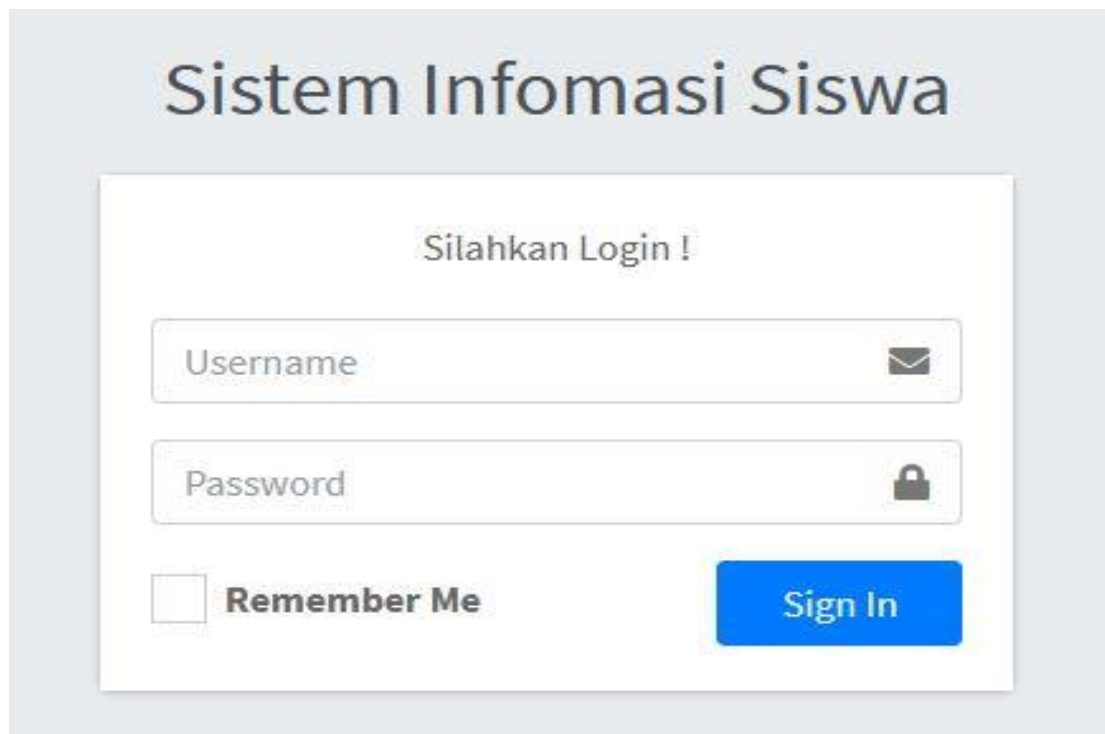 Sistem Infomasi Siswa
Silahkan Login !
Username
Password
Remember Me
Sign In